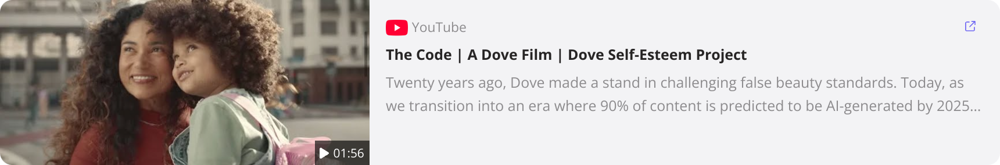 YouTube
The Code | A Dove Film | Dove Self-Esteem Project
Twenty years ago, Dove made a stand in challenging false beauty standards. Today, as
we transition into an era where 90% of content is predicted to be AI-generated by 2025...
01:56